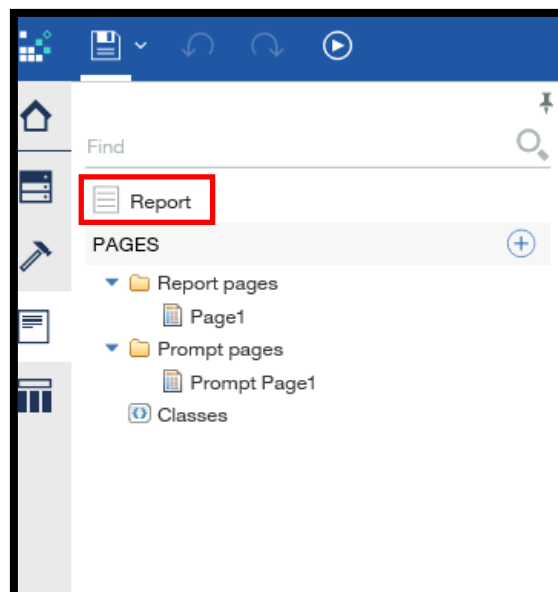 Find
Report
PAGES
Report pages
Page1
Prompt pages
Prompt Page1
Classes